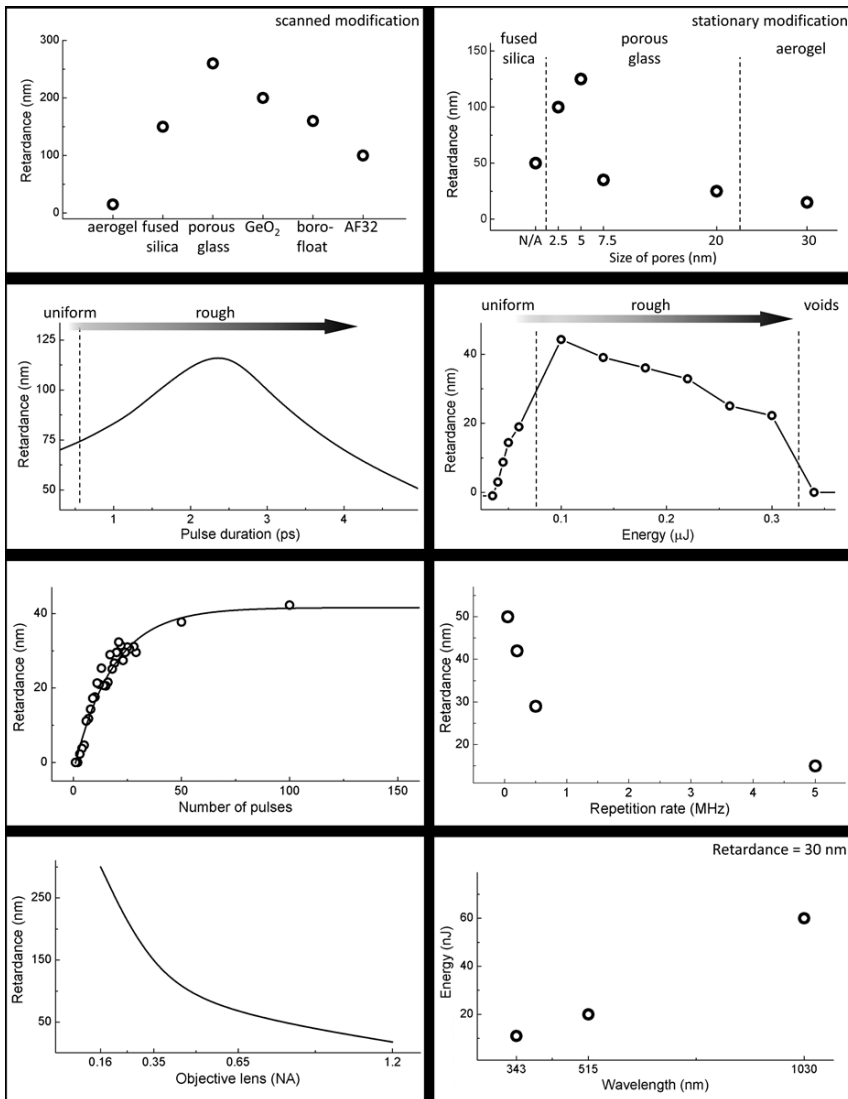 scanned modification
300
250
200
150
100
50
0
Retardance (nm)
aerogel
fused
silica
porous
glass
GeO₂
boro-
float
AF32
fused
silica
porous
glass
stationary modification
aerogel
150
125
100
75
50
25
0
Retardance (nm)
N/A
2.5
5
7.5
20
30
Size of pores (nm)
uniform
rough
125
100
75
50
Retardance (nm)
1
2
3
4
Pulse duration (ps)
uniform
rough
voids
40
20
0
Retardance (nm)
0.1
0.2
0.3
Energy (μJ)
40
20
0
Retardance (nm)
0
50
100
150
Number of pulses
50
40
30
20
Retardance (nm)
0
1
2
3
4
5
Repetition rate (MHz)
250
150
50
Retardance (nm)
0.16
0.35
0.65
1.2
Objective lens (NA)
Retardance = 30 nm
60
40
20
Energy (nJ)
343
515
1030
Wavelength (nm)